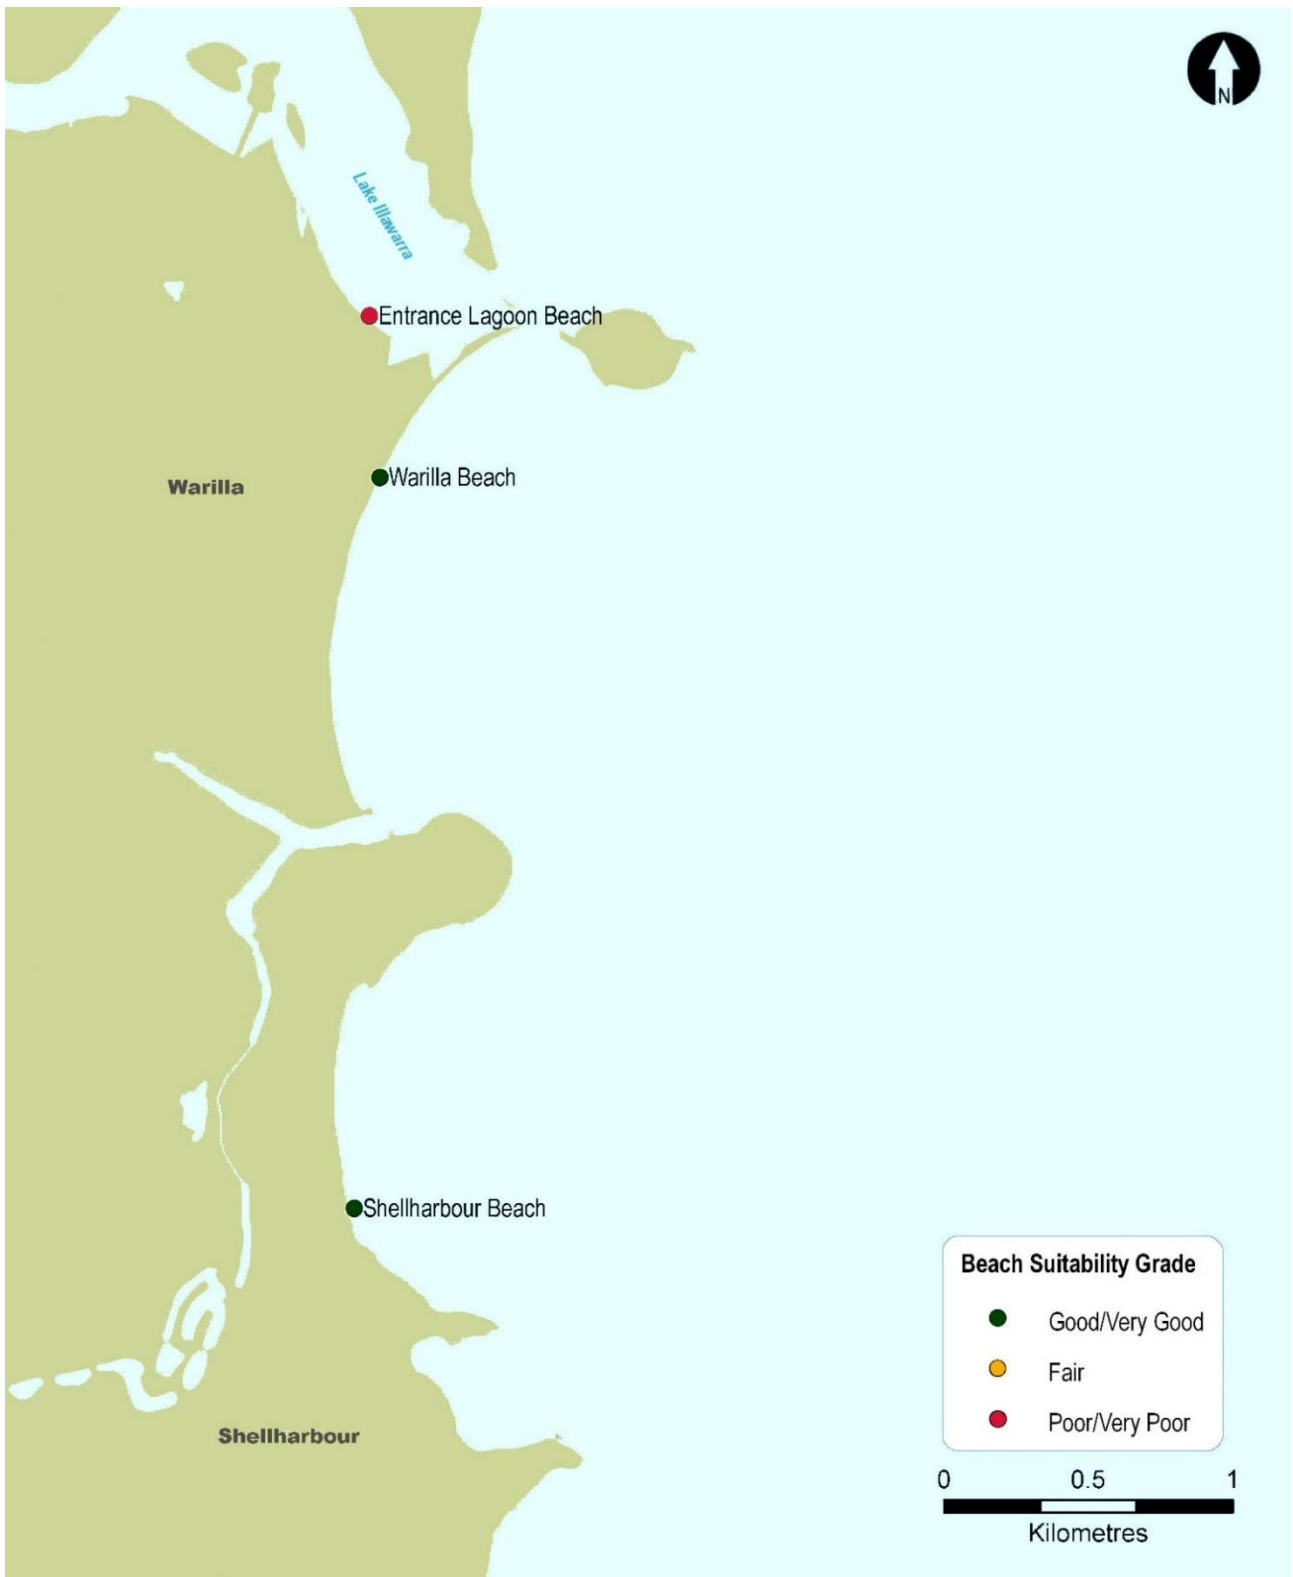 N
Lake Illawarra
Entrance Lagoon Beach
Warilla Beach
Warilla
Shellharbour Beach
Shellharbour
Beach Suitability Grade
Good/Very Good
Fair
Poor/Very Poor
0 0.5 1
Kilometres